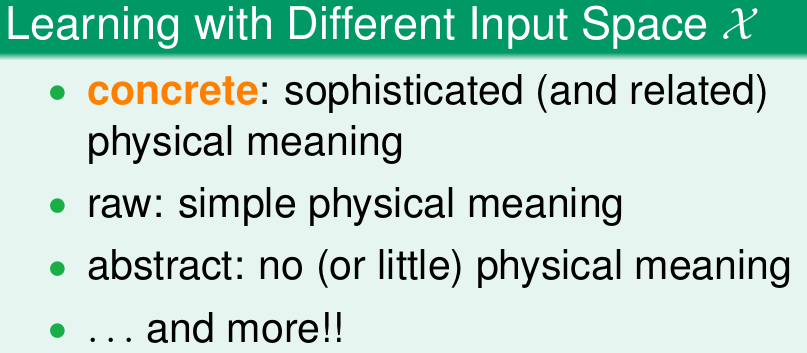 Learning with Different Input Space 𝒳
• concrete: sophisticated (and related)
physical meaning
• raw: simple physical meaning
• abstract: no (or little) physical meaning
• . . . and more!!